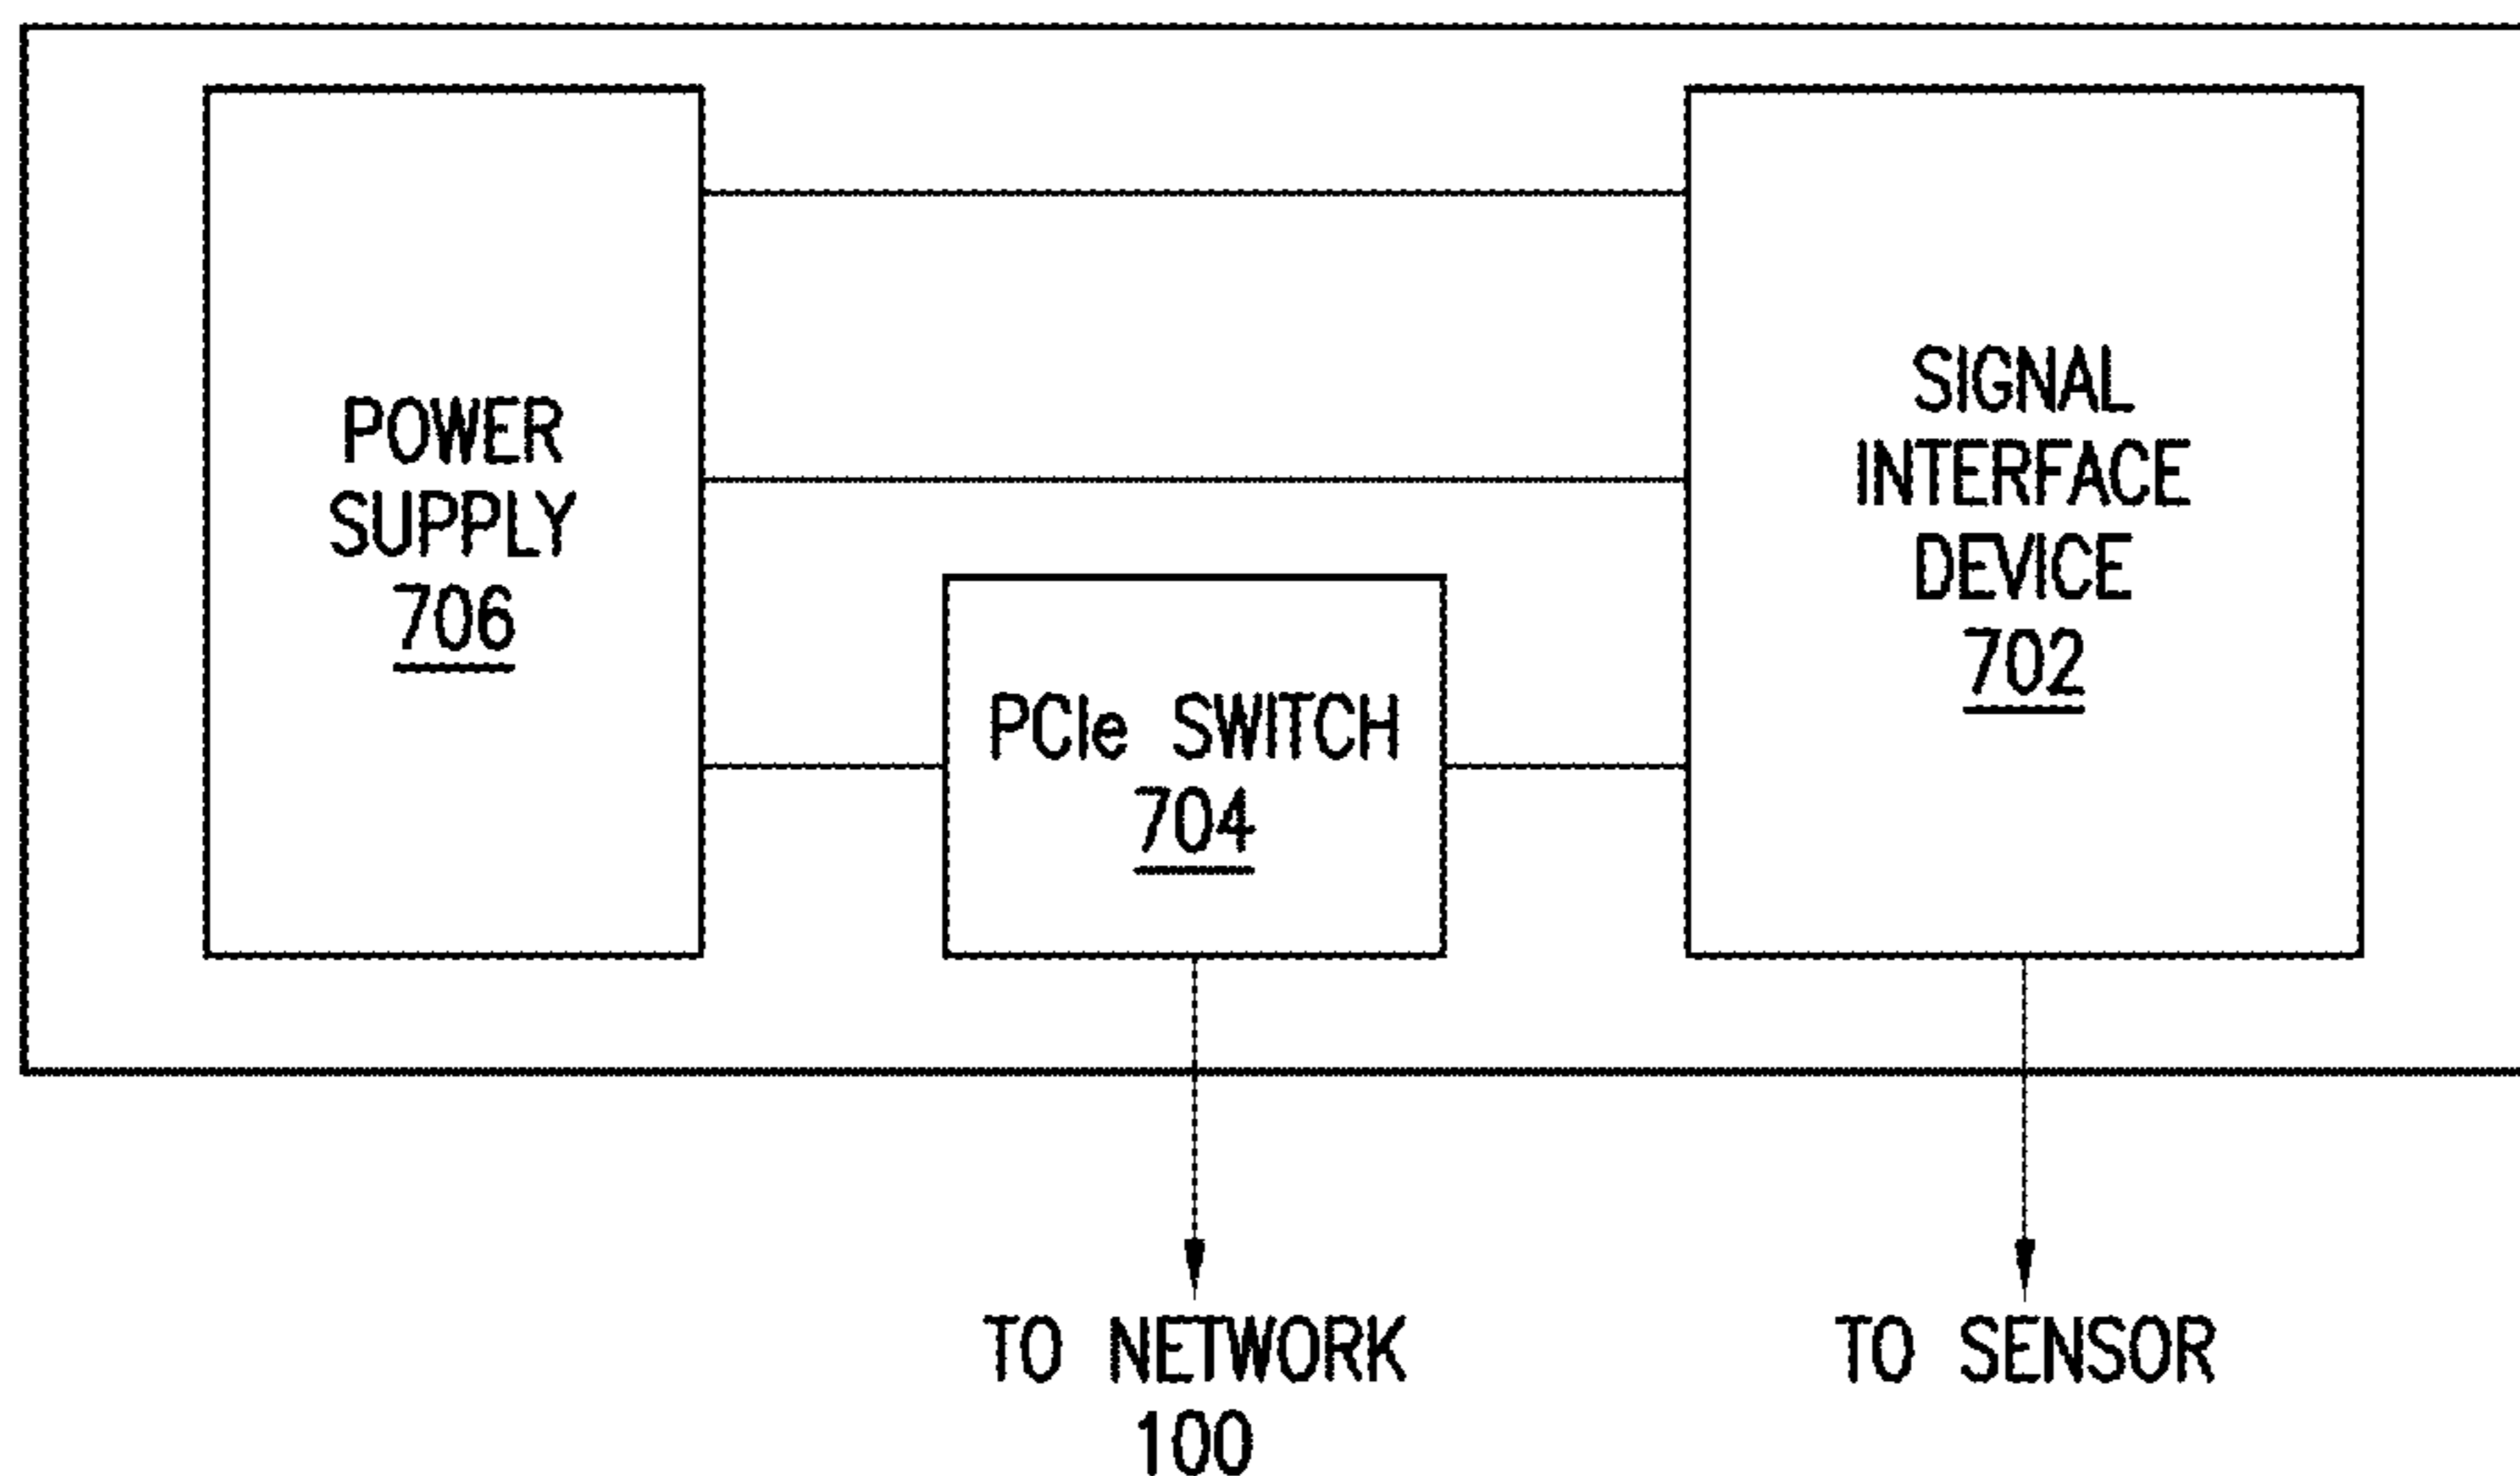 POWER
SUPPLY
706
PCIe SWITCH
704
SIGNAL
INTERFACE
DEVICE
702
TO NETWORK
100
TO SENSOR